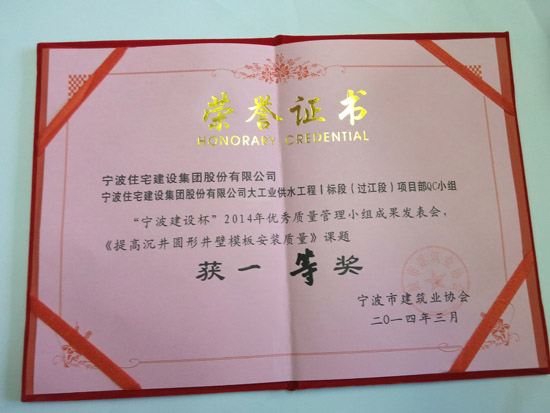 荣誉证书
HONORARY CREDENTIAL
宁波住宅建设集团股份有限公司
宁波住宅建设集团股份有限公司大工业供水工程Ⅰ标段（过江段）项目部QC小组
“宁波建设杯”2014年优秀质量管理小组成果发表会，
《提高沉井圆形井壁模板安装质量》课题
获一等奖
宁波市建筑业协会
二〇一四年三月